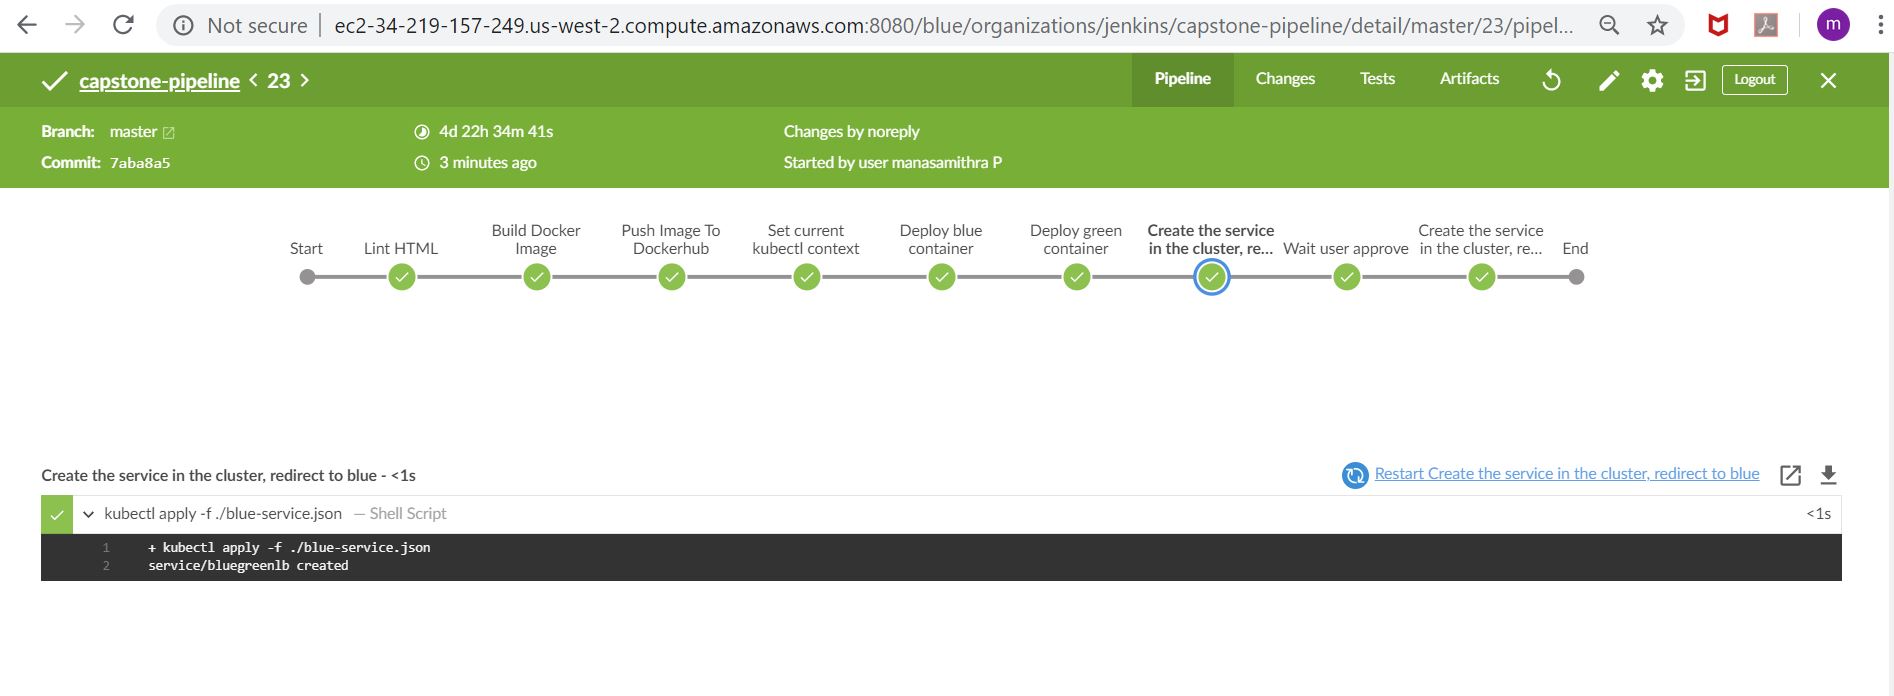 Not secure | ec2-34-219-157-249.us-west-2.compute.amazonaws.com:8080/blue/organizations/jenkins/capstone-pipeline/detail/master/23/pipel... m
capstone-pipeline < 23 > Pipeline Changes Tests Artifacts Logout
Branch: master 4d 22h 34m 41s Changes by noreply
Commit: 7aba8a5 3 minutes ago Started by user manasamithra P
Start
Lint HTML
Build Docker
Image
Push Image To
Dockerhub
Set current
kubectl context
Deploy blue
container
Deploy green
container
Create the service
in the cluster, re...
Wait user approve
Create the service
in the cluster, re...
End
Create the service in the cluster, redirect to blue - <1s Restart Create the service in the cluster, redirect to blue
kubectl apply -f ./blue-service.json — Shell Script <1s
1 + kubectl apply -f ./blue-service.json
2 service/bluegreenlb created